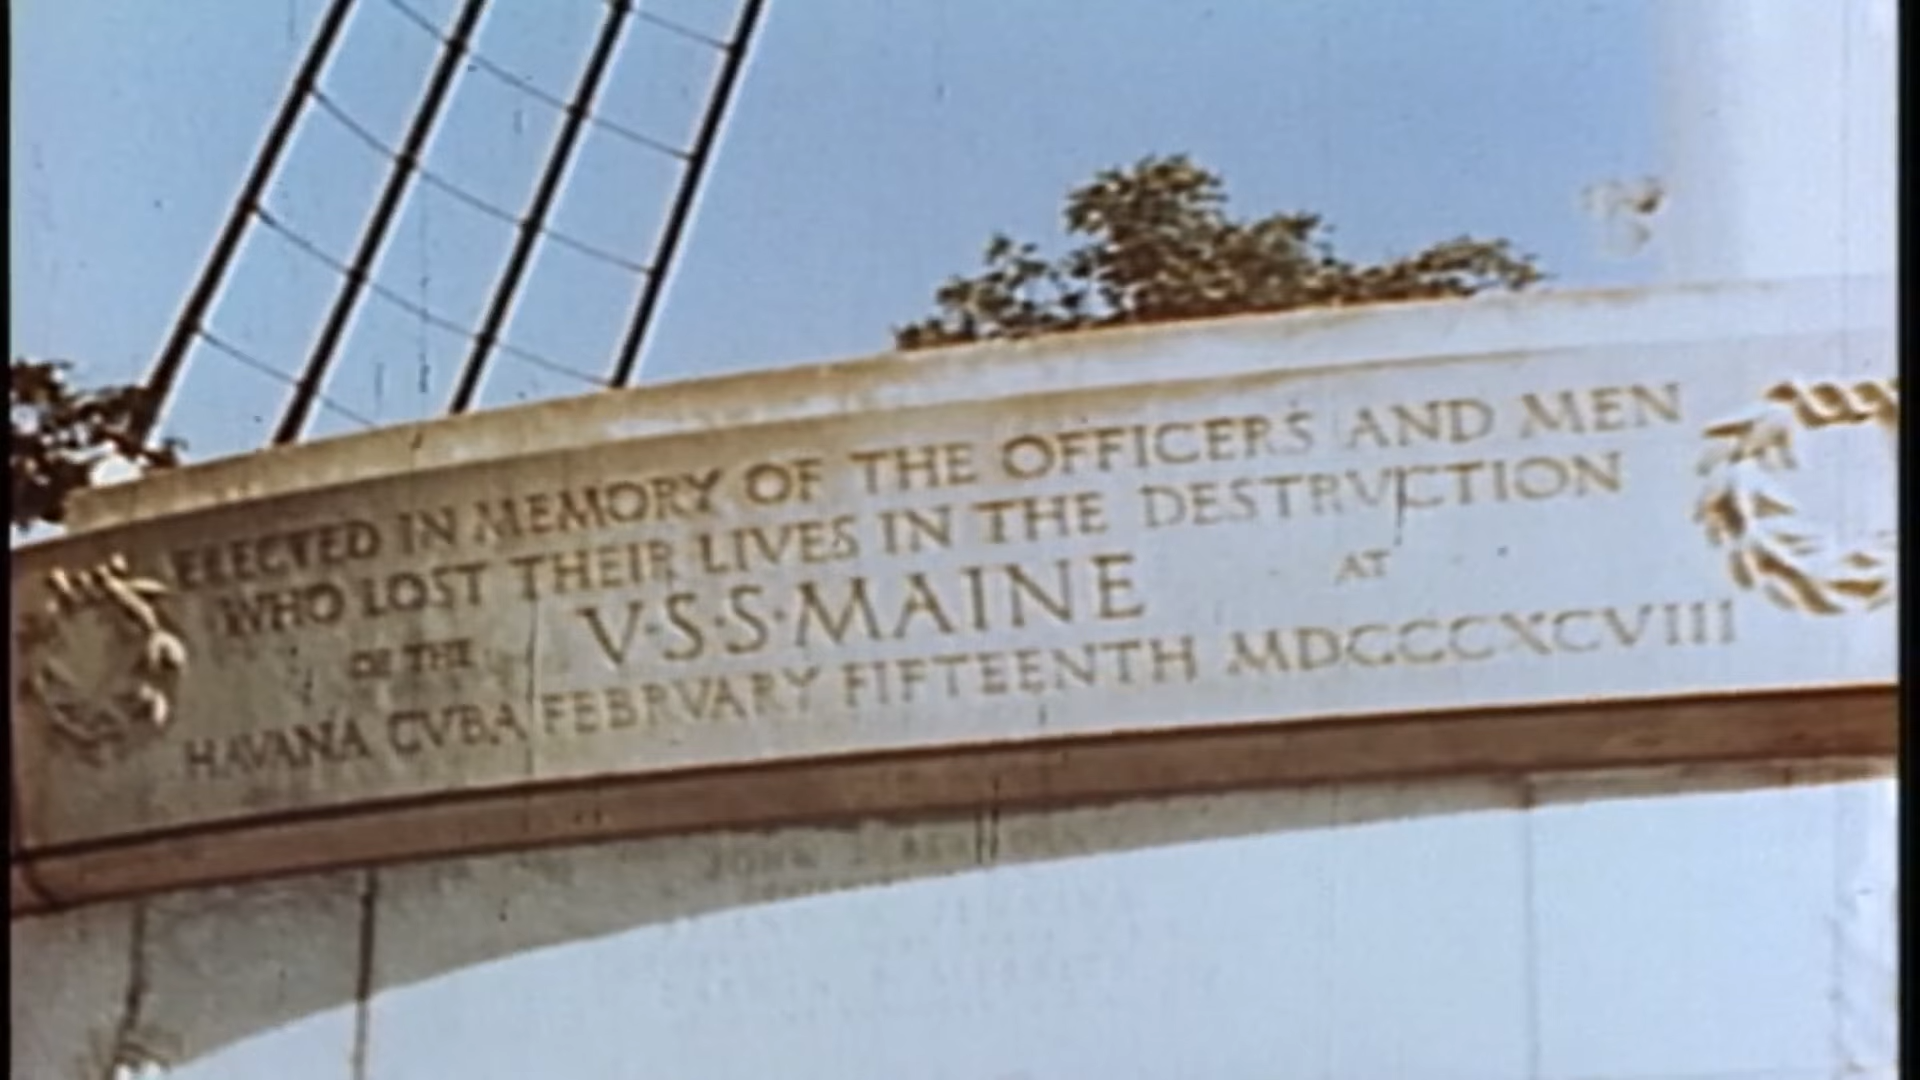 ERECTED IN MEMORY OF THE OFFICERS AND MEN
WHO LOST THEIR LIVES IN THE DESTRVCTION
OF THE V·S·S·MAINE AT
HAVANA CVBA FEBRVARY FIFTEENTH MDCCCXCVIII